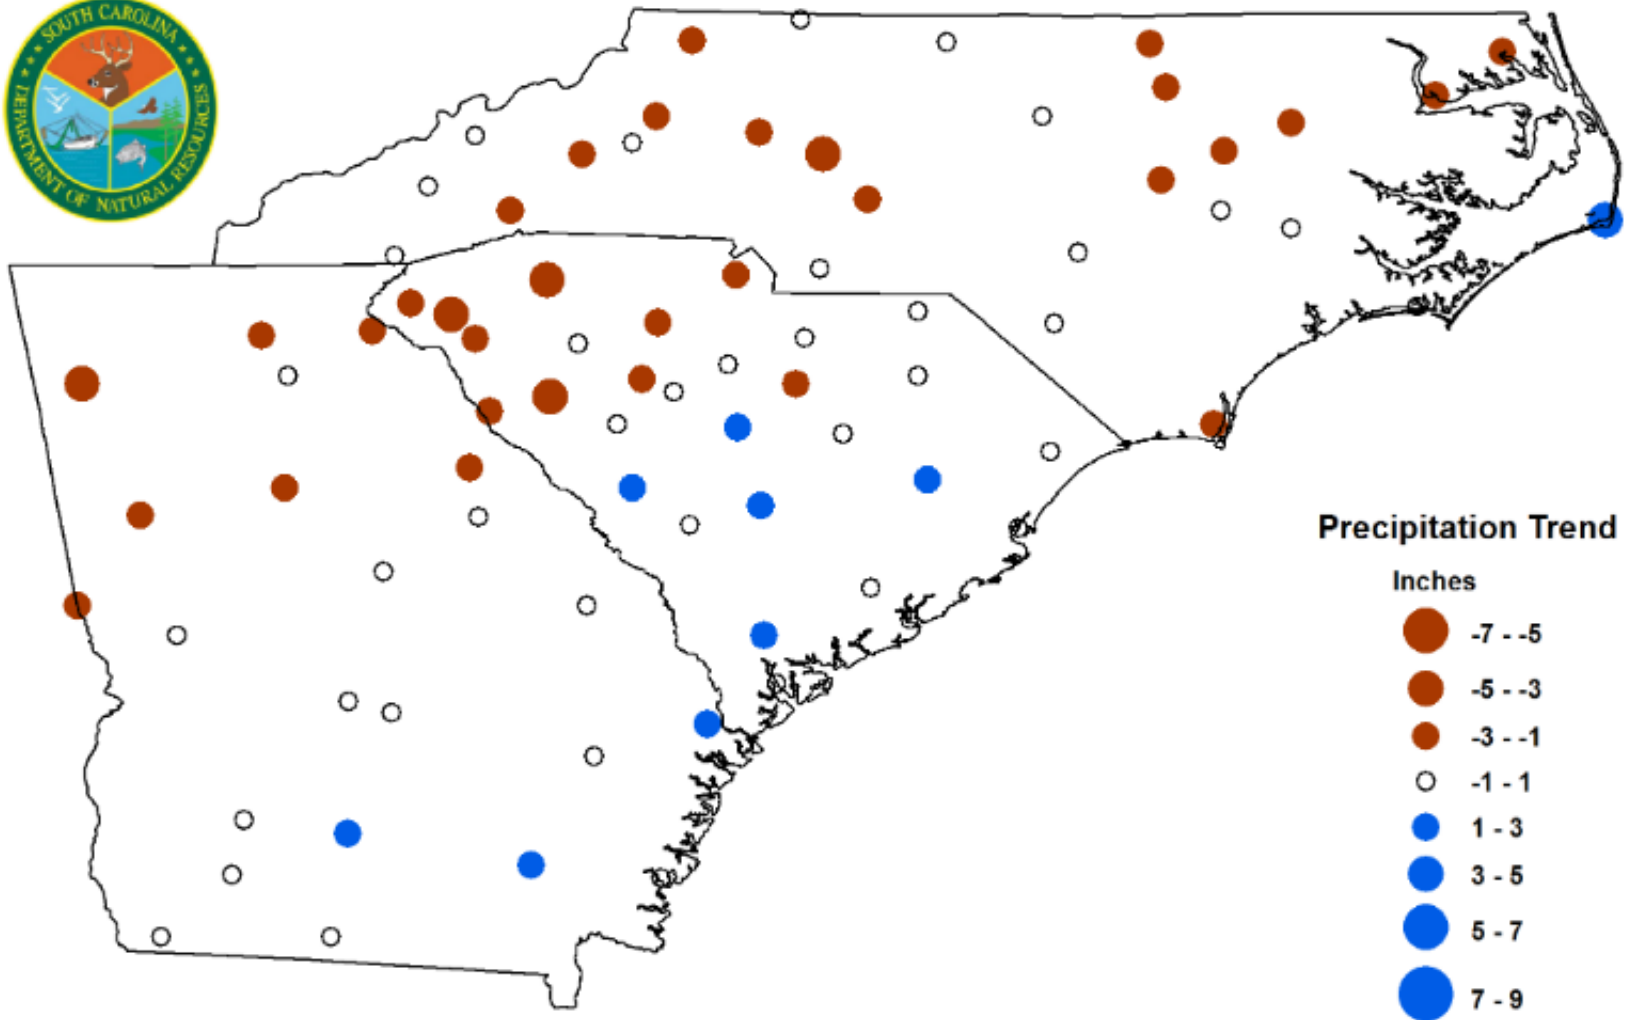 SOUTH CAROLINA
DEPARTMENT OF NATURAL RESOURCES
Precipitation Trend
Inches
-7 - -5
-5 - -3
-3 - -1
-1 - 1
1 - 3
3 - 5
5 - 7
7 - 9